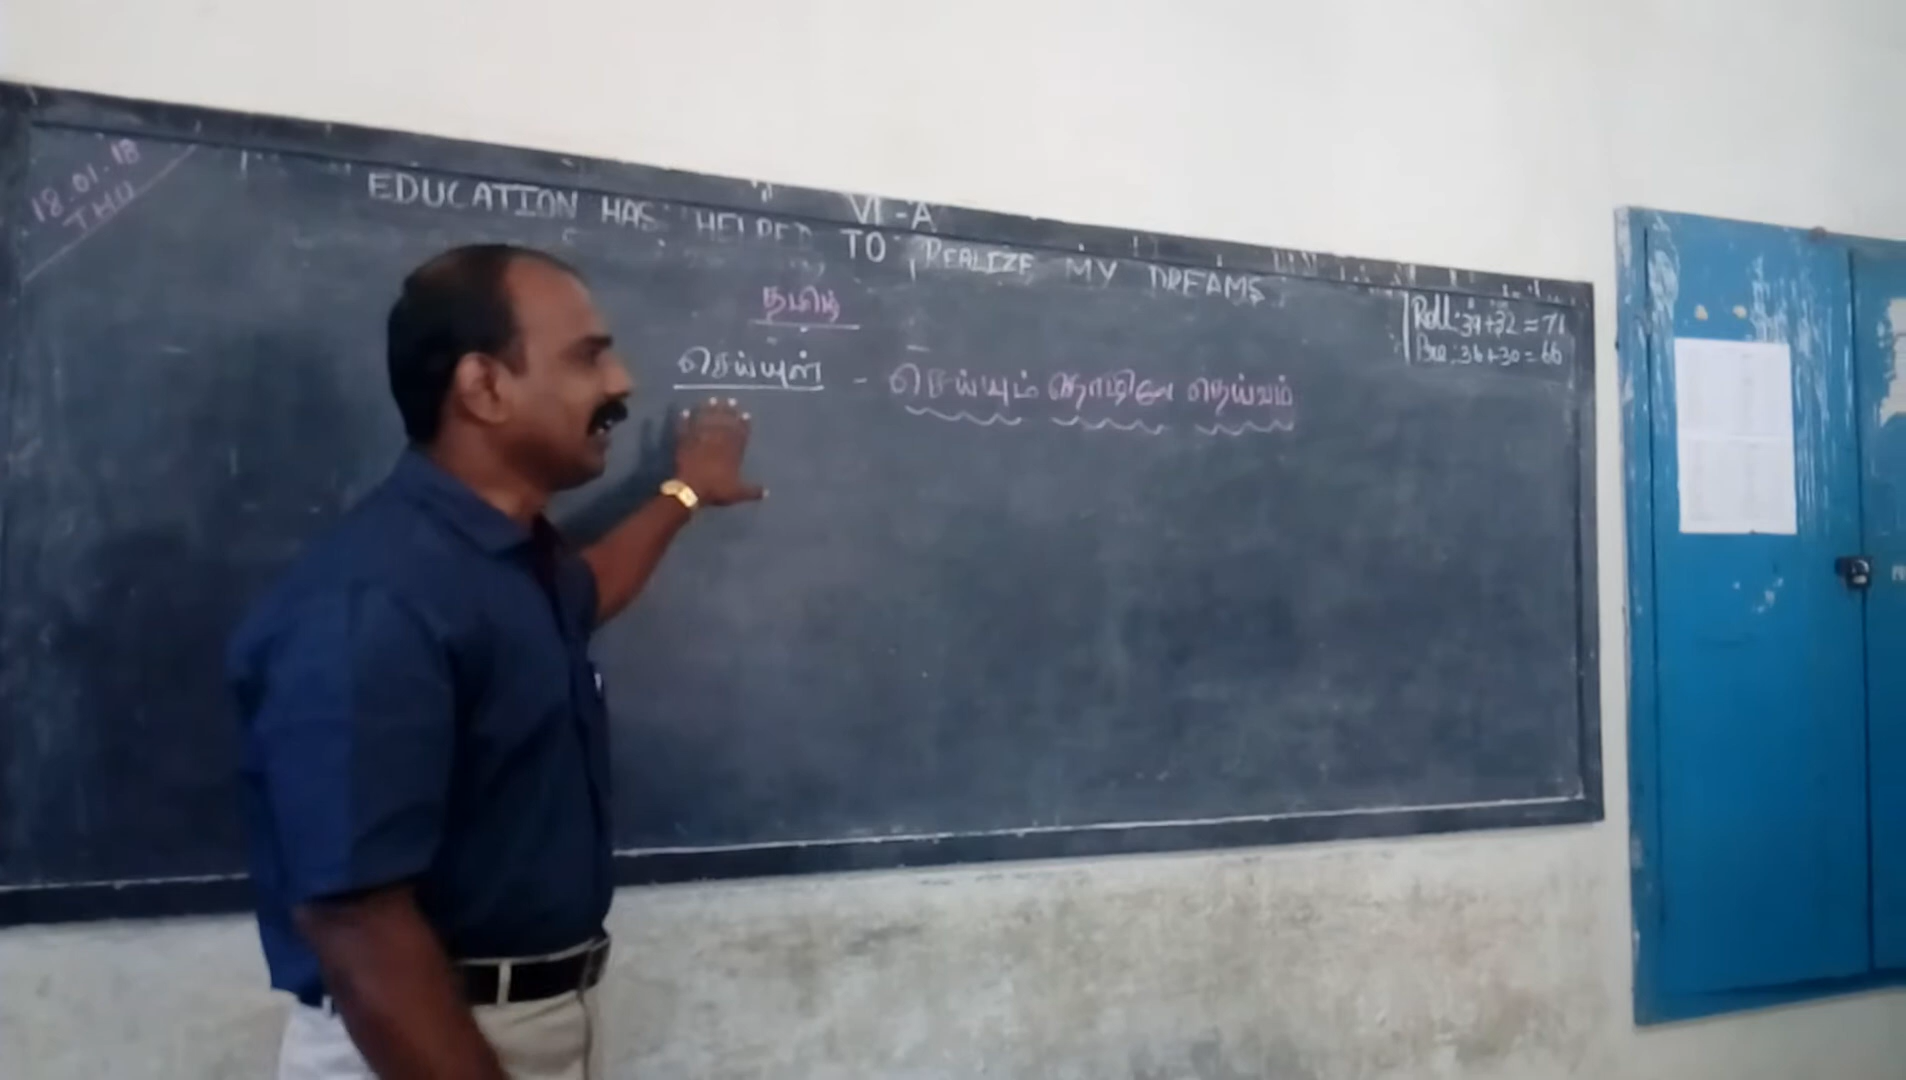 18.01.18
THU
VI-A
EDUCATION HAS HELPED TO REALIZE MY DREAMS
தமிழ்
செய்யுள் - செய்யும் தொழிலே தெய்வம்
Roll: 39+32 = 71
Pre: 36+30 = 66